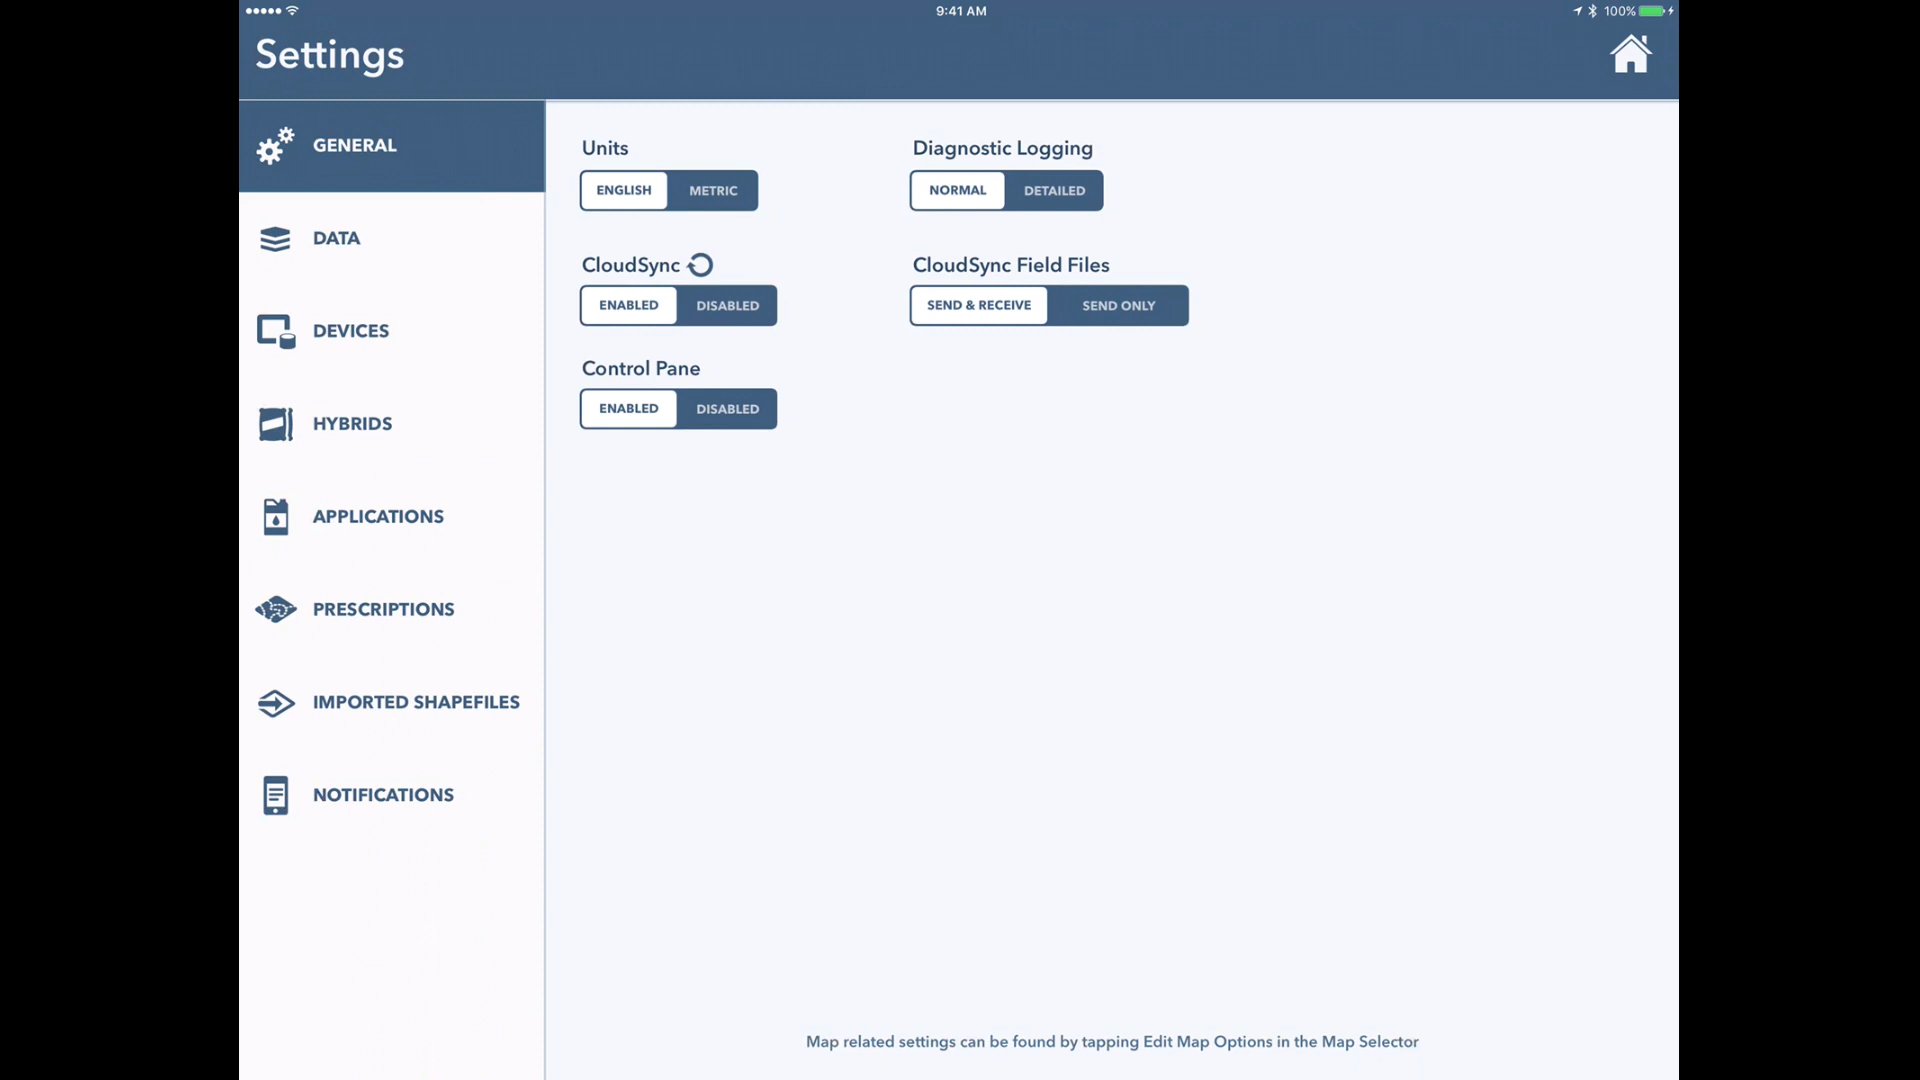 9:41 AM
100%
Settings
GENERAL
DATA
DEVICES
HYBRIDS
APPLICATIONS
PRESCRIPTIONS
IMPORTED SHAPEFILES
NOTIFICATIONS
Units
ENGLISH METRIC
Diagnostic Logging
NORMAL DETAILED
CloudSync
ENABLED DISABLED
CloudSync Field Files
SEND & RECEIVE SEND ONLY
Control Pane
ENABLED DISABLED
Map related settings can be found by tapping Edit Map Options in the Map Selector